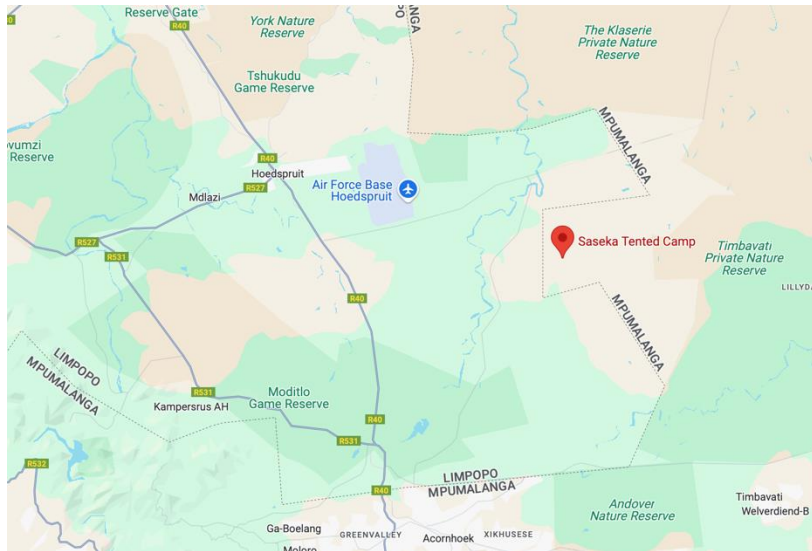 Reserve Gate
York Nature
Reserve
The Klaserie
Private Nature
Reserve
Tshukudu
Game Reserve
MPUMALANGA
MPUMALANGA
Reserve
R40
Hoedspruit
R527
Mdlazi
Air Force Base
Hoedspruit
R527
R531
Saseka Tented Camp
Timbavati
Private Nature
Reserve
R40
MPUMALANGA
LIMPOPO
MPUMALANGA
R531
Kampersrus AH
Moditlo
Game Reserve
R40
R531
R532
LIMPOPO
MPUMALANGA
R40
Andover
Nature Reserve
Timbavati
Welverdiend-B
Ga-Boelang
GREENVALLEY
Acornhoek
XIKHUSESE